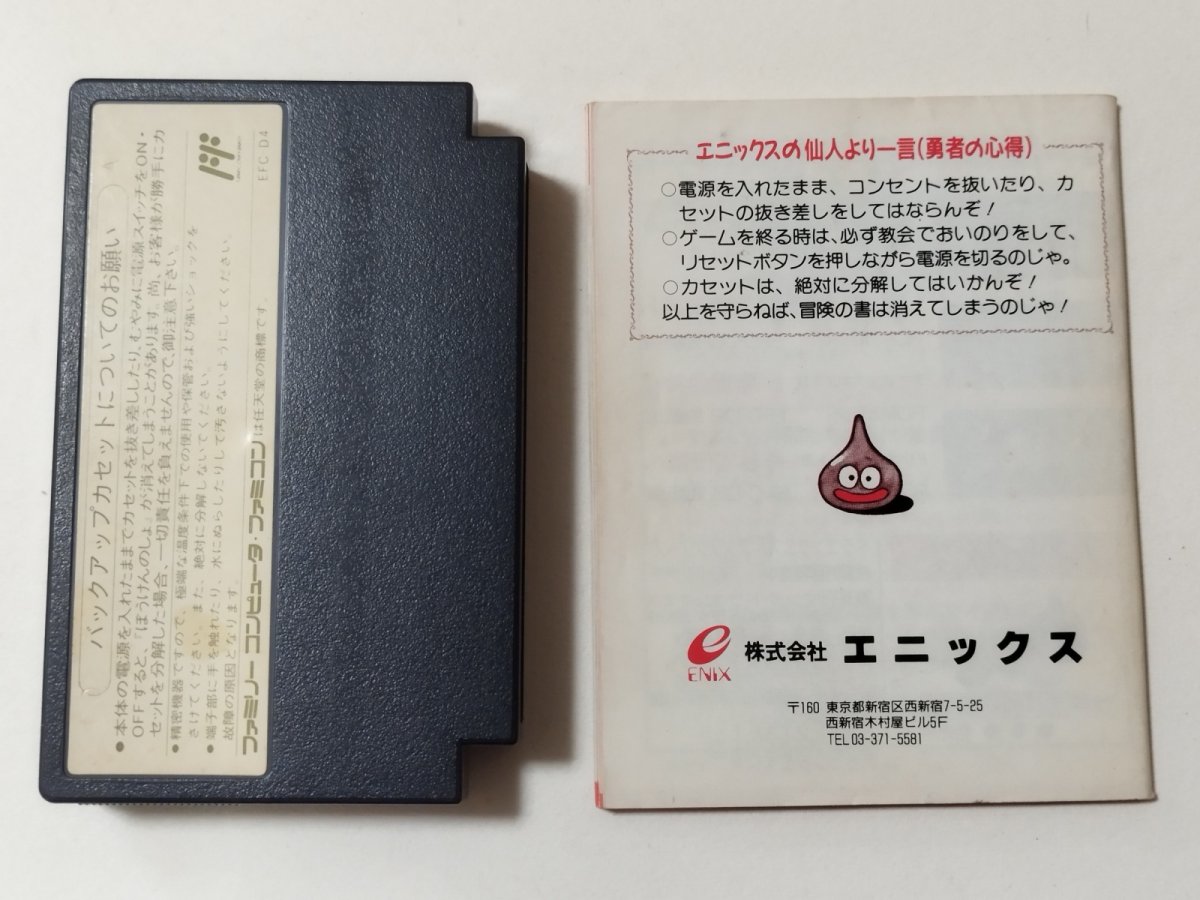 バックアップカセットについてのお願い
●本体の電源を入れたままでカセットを抜き差ししたり、むやみに電源スイッチをON・
OFFすると、『ぼうけんのしょ』が消えてしまうことがあります。尚、お客様が勝手にカ
セットを分解した場合、一切責任を負えませんので、御注意下さい。
●精密機器ですので、極端な温度条件下での使用や保管および強いショックを
さけてください。また、絶対に分解しないでください。
●端子部に手を触れたり、水にぬらしたりして汚さないようにしてください。
故障の原因となります。
ファミリーコンピュータ・ファミコンは任天堂の商標です。
EFC-D4
エニックスの仙人より一言(勇者の心得)
○電源を入れたまま、コンセントを抜いたり、カ
セットの抜き差しをしてはならんぞ!
○ゲームを終る時は、必ず教会でおいのりをして、
リセットボタンを押しながら電源を切るのじゃ。
○カセットは、絶対に分解してはいかんぞ!
以上を守らねば、冒険の書は消えてしまうのじゃ!
ENIX
株式会社 エニックス
〒160 東京都新宿区西新宿7-5-25
西新宿木村屋ビル5F
TEL 03-371-5581